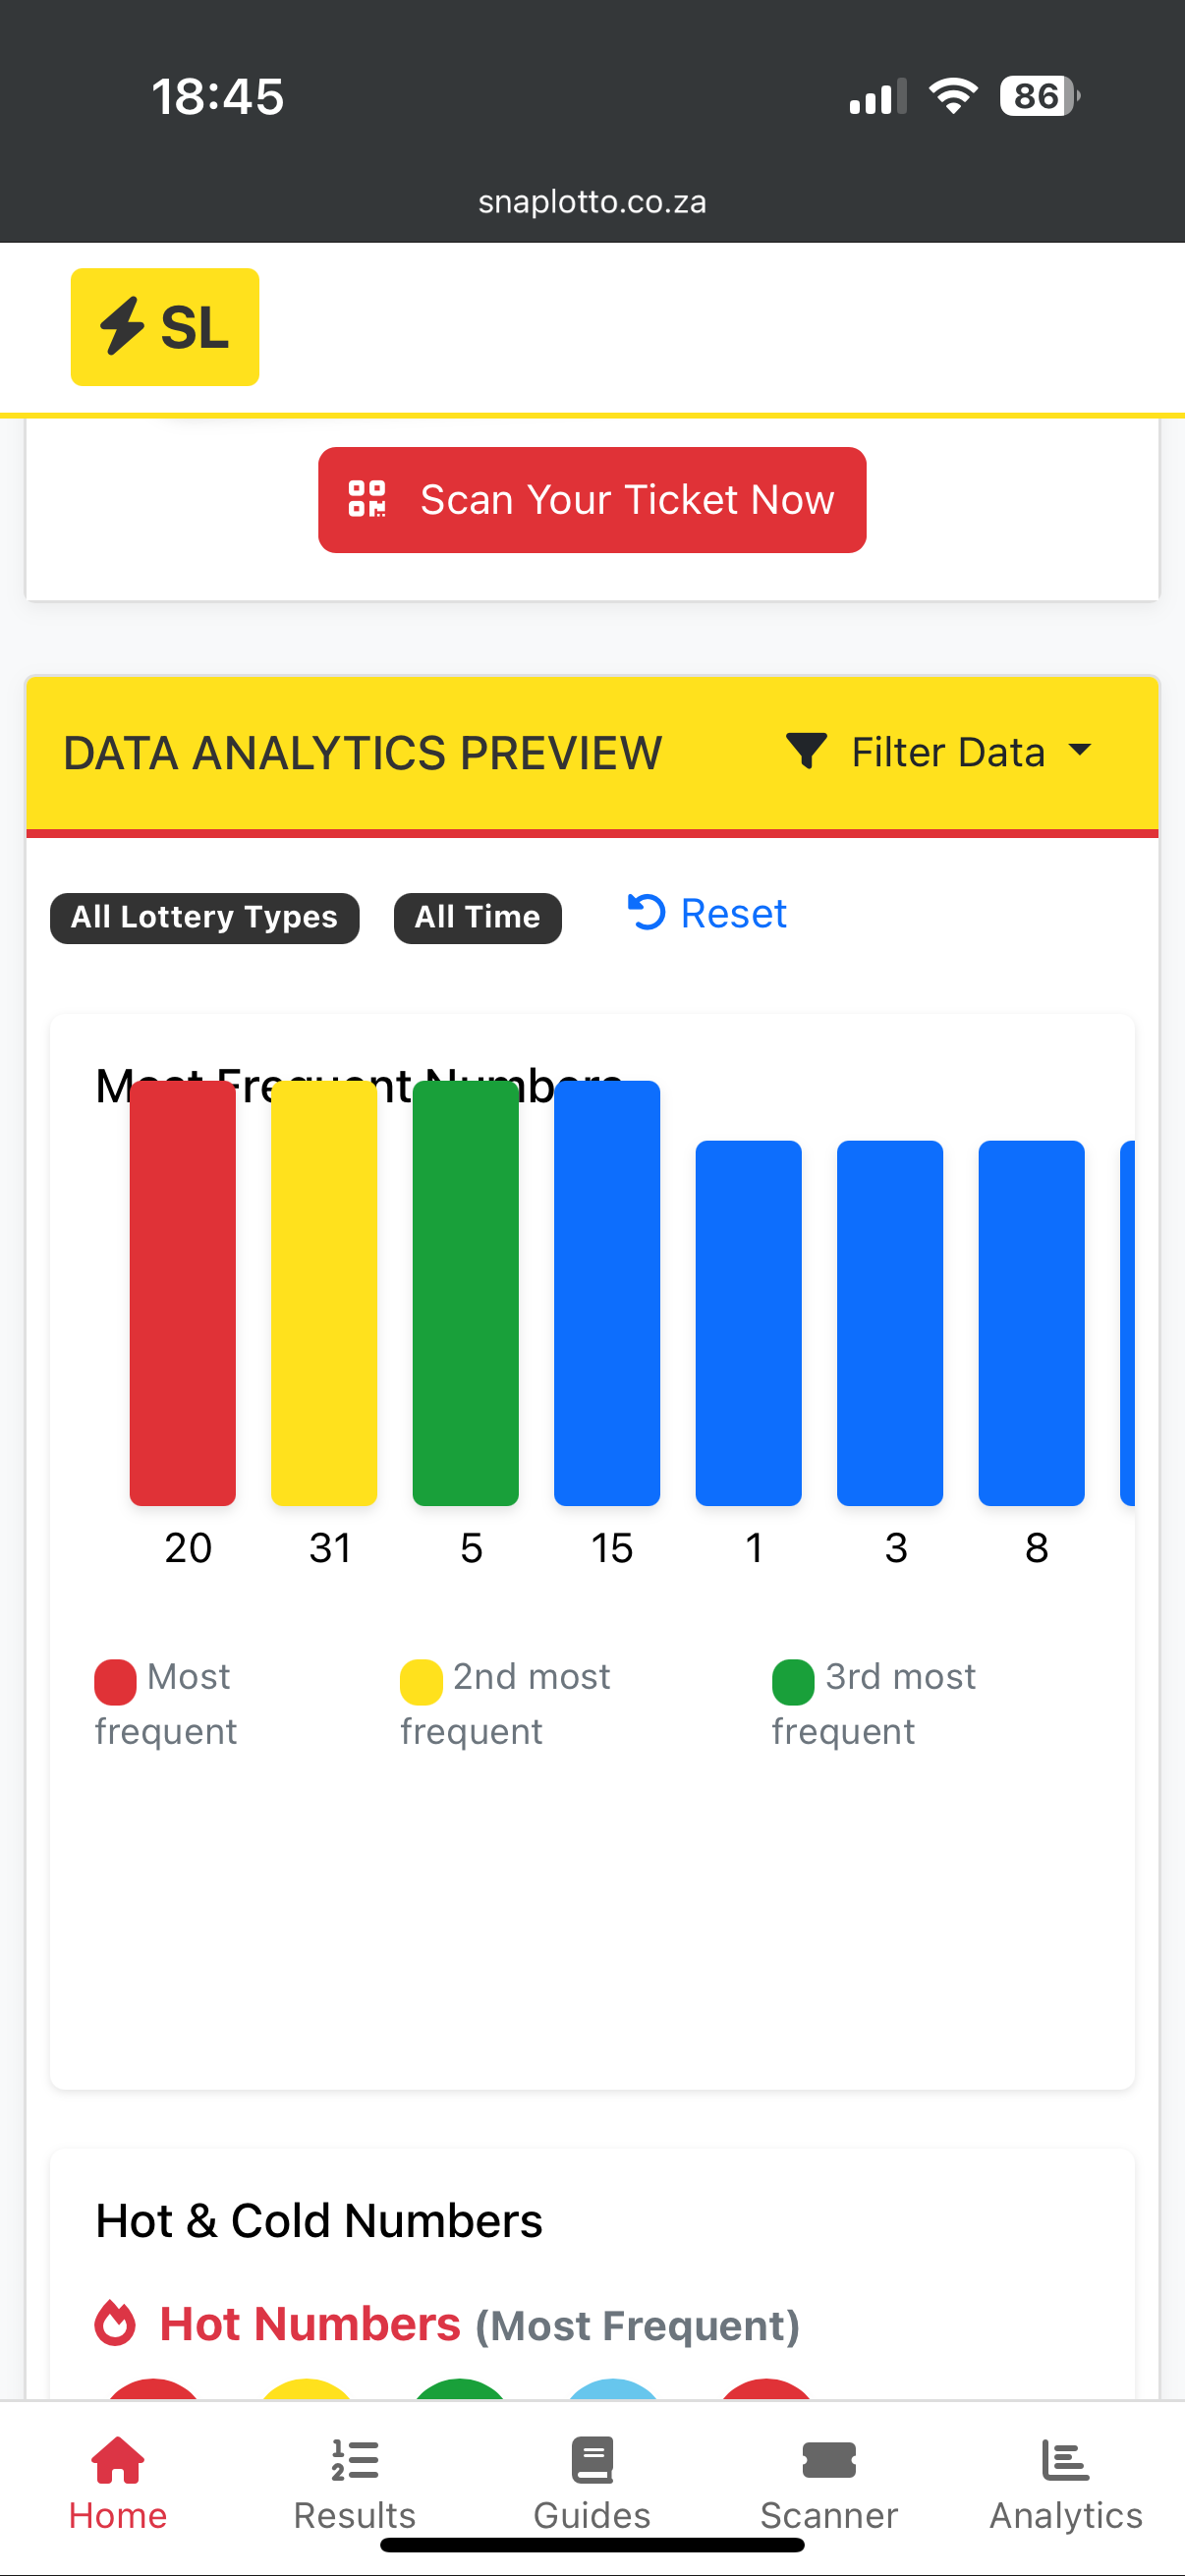 18:45
86
snaplotto.co.za
SL
Scan Your Ticket Now
DATA ANALYTICS PREVIEW
Filter Data
All Lottery Types
All Time
Reset
Most Frequent Numbers
20
31
5
15
1
3
8
Most
frequent
2nd most
frequent
3rd most
frequent
Hot & Cold Numbers
Hot Numbers (Most Frequent)
Home
Results
Guides
Scanner
Analytics